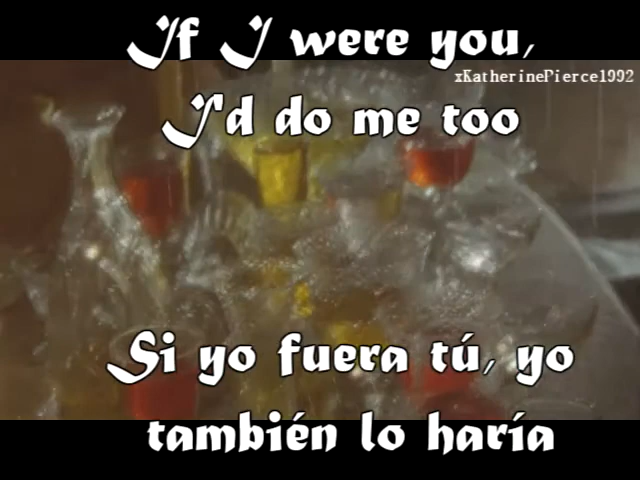 If I were you,
xKatherinePierce1992
I'd do me too
Si yo fuera tú, yo
también lo haría